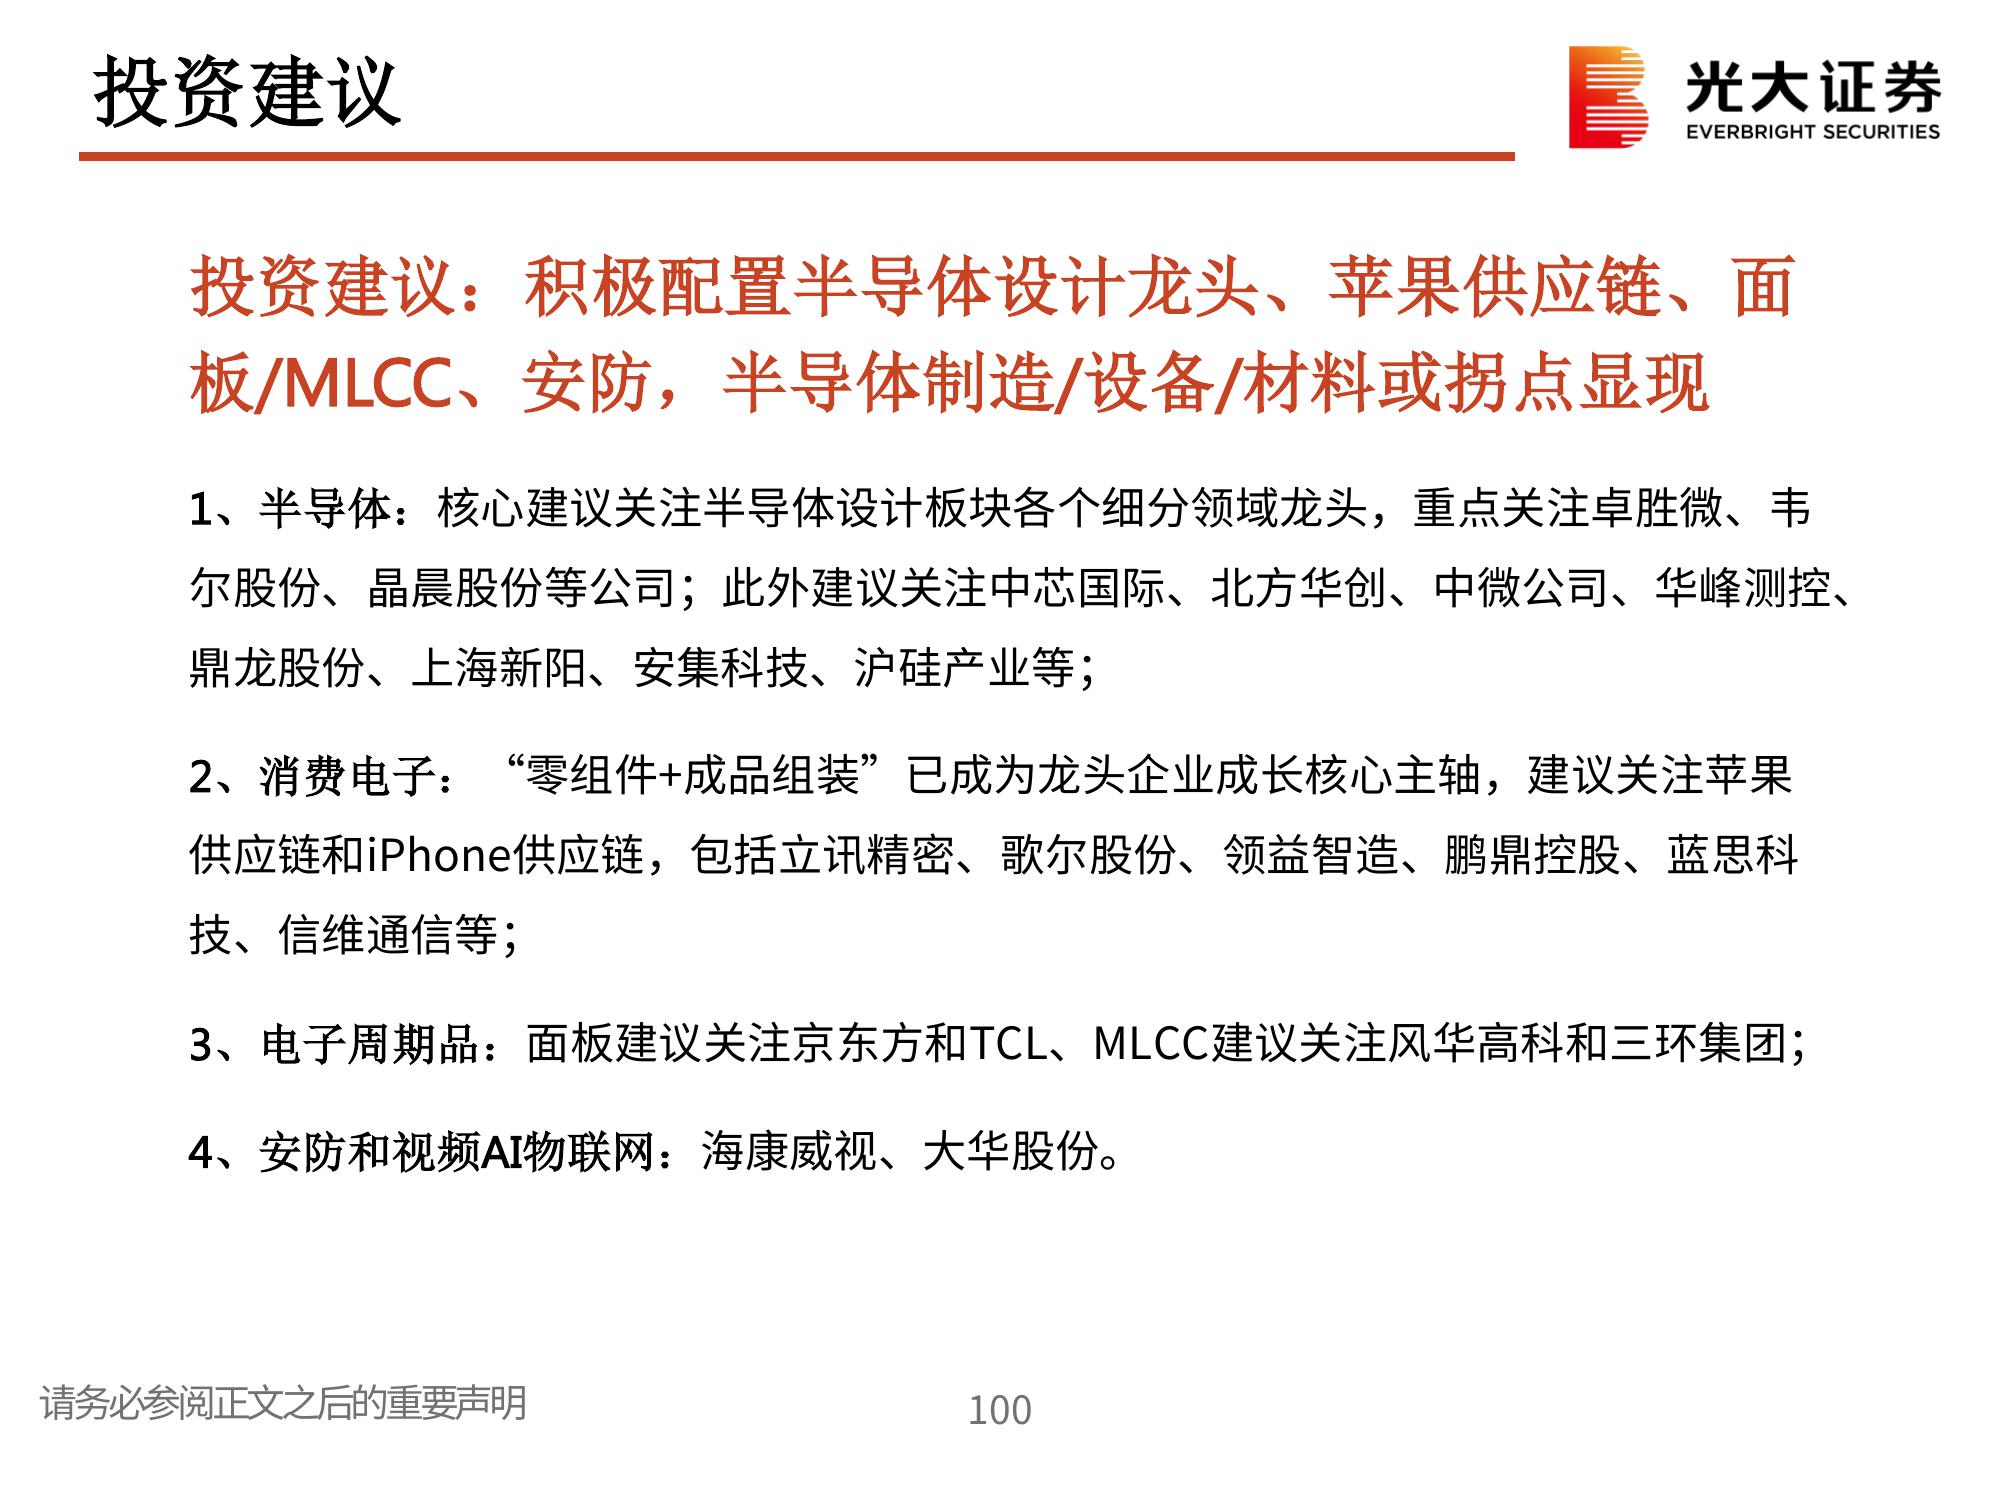 投资建议
光大证券
EVERBRIGHT SECURITIES
投资建议：积极配置半导体设计龙头、苹果供应链、面
板/MLCC、安防，半导体制造/设备/材料或拐点显现
1、半导体：核心建议关注半导体设计板块各个细分领域龙头，重点关注卓胜微、韦
尔股份、晶晨股份等公司；此外建议关注中芯国际、北方华创、中微公司、华峰测控、
鼎龙股份、上海新阳、安集科技、沪硅产业等；
2、消费电子：“零组件+成品组装”已成为龙头企业成长核心主轴，建议关注苹果
供应链和iPhone供应链，包括立讯精密、歌尔股份、领益智造、鹏鼎控股、蓝思科
技、信维通信等；
3、电子周期品：面板建议关注京东方和TCL、MLCC建议关注风华高科和三环集团；
4、安防和视频AI物联网：海康威视、大华股份。
请务必参阅正文之后的重要声明
100